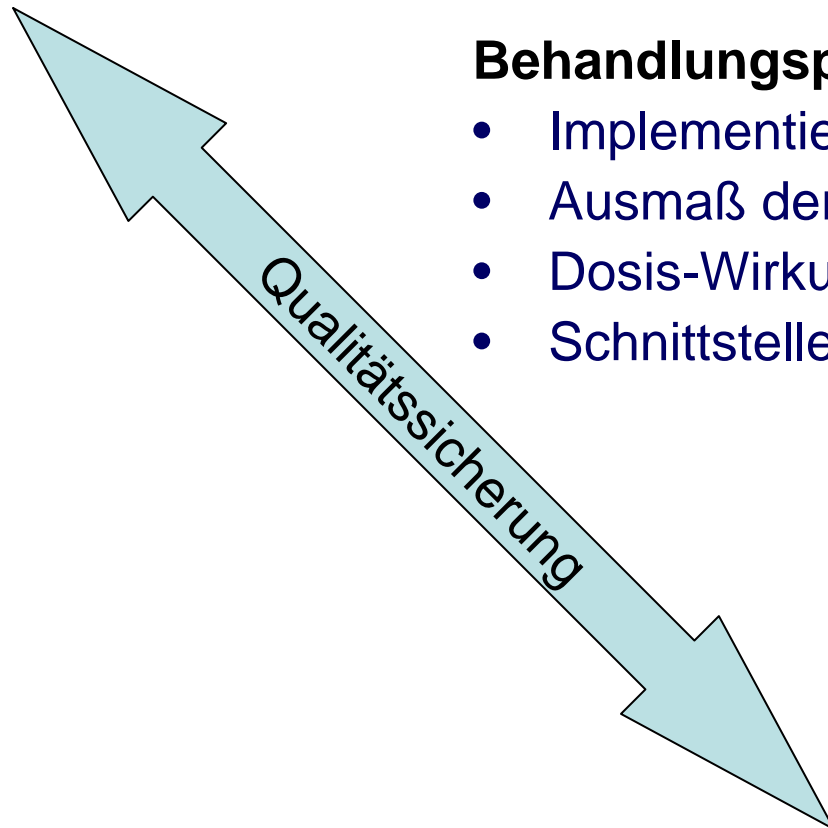 Behandlungsp
• Implementie
• Ausmaß der
• Dosis-Wirku
• Schnittstelle
Qualitätssicherung